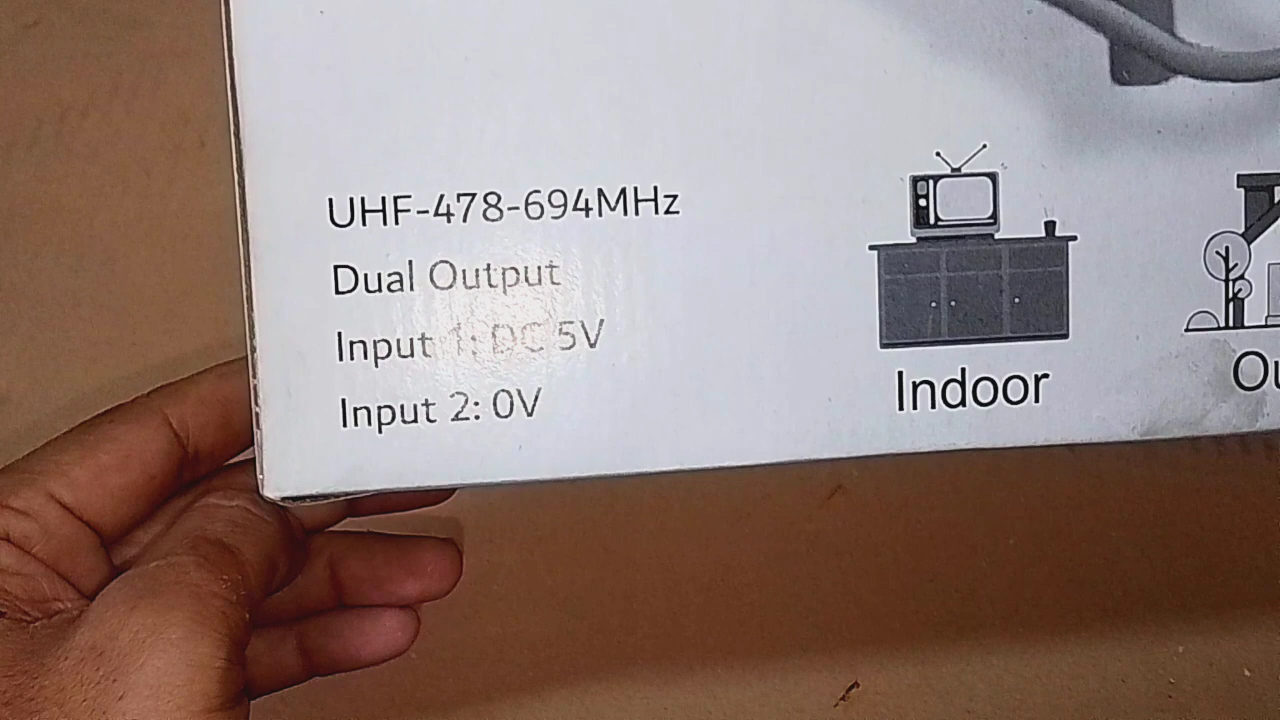 UHF-478-694MHz
Dual Output
Input 1: DC 5V
Input 2: 0V
Indoor